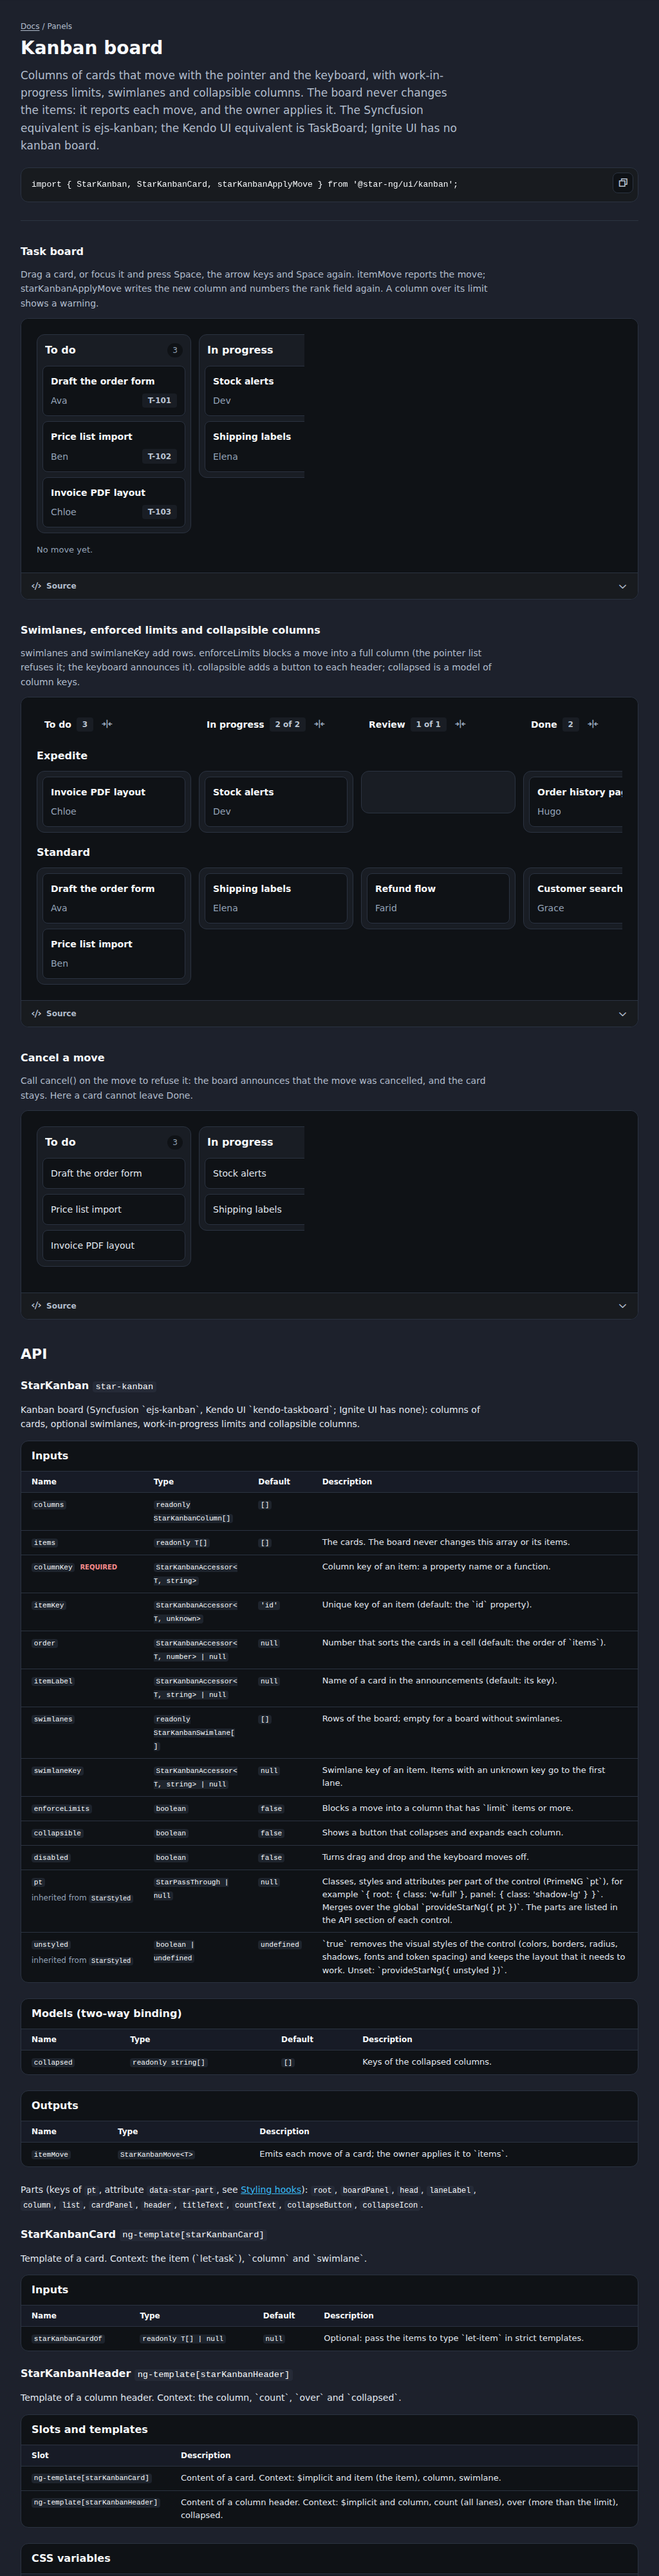 Docs / Panels
Kanban board
Columns of cards that move with the pointer and the keyboard, with work-in-
progress limits, swimlanes and collapsible columns. The board never changes
the items: it reports each move, and the owner applies it. The Syncfusion
equivalent is ejs-kanban; the Kendo UI equivalent is TaskBoard; Ignite UI has no
kanban board.
import { StarKanban, StarKanbanCard, starKanbanApplyMove } from '@star-ng/ui/kanban';
Task board
Drag a card, or focus it and press Space, the arrow keys and Space again. itemMove reports the move;
starKanbanApplyMove writes the new column and numbers the rank field again. A column over its limit
shows a warning.
To do 3 In progress
Draft the order form Stock alerts
Ava T-101 Dev
Price list import Shipping labels
Ben T-102 Elena
Invoice PDF layout
Chloe T-103
No move yet.
Source
Swimlanes, enforced limits and collapsible columns
swimlanes and swimlaneKey add rows. enforceLimits blocks a move into a full column (the pointer list
refuses it; the keyboard announces it). collapsible adds a button to each header; collapsed is a model of
column keys.
To do 3 In progress 2 of 2 Review 1 of 1 Done 2
Expedite
Invoice PDF layout Stock alerts Order history pa
Chloe Dev Hugo
Standard
Draft the order form Shipping labels Refund flow Customer search
Ava Elena Farid Grace
Price list import
Ben
Source
Cancel a move
Call cancel() on the move to refuse it: the board announces that the move was cancelled, and the card
stays. Here a card cannot leave Done.
To do 3 In progress
Draft the order form Stock alerts
Price list import Shipping labels
Invoice PDF layout
Source
API
StarKanban star-kanban
Kanban board (Syncfusion `ejs-kanban`, Kendo UI `kendo-taskboard`; Ignite UI has none): columns of
cards, optional swimlanes, work-in-progress limits and collapsible columns.
Inputs
Name Type Default Description
columns readonly StarKanbanColumn[] []
items readonly T[] [] The cards. The board never changes this array or its items.
columnKey REQUIRED StarKanbanAccessor< Column key of an item: a property name or a function.
T, string>
itemKey StarKanbanAccessor< 'id' Unique key of an item (default: the `id` property).
T, unknown>
order StarKanbanAccessor< null Number that sorts the cards in a cell (default: the order of `items`).
T, number> | null
itemLabel StarKanbanAccessor< null Name of a card in the announcements (default: its key).
T, string> | null
swimlanes readonly [] Rows of the board; empty for a board without swimlanes.
StarKanbanSwimlane[
]
swimlaneKey StarKanbanAccessor< null Swimlane key of an item. Items with an unknown key go to the first
T, string> | null lane.
enforceLimits boolean false Blocks a move into a column that has `limit` items or more.
collapsible boolean false Shows a button that collapses and expands each column.
disabled boolean false Turns drag and drop and the keyboard moves off.
pt StarPassThrough | null Classes, styles and attributes per part of the control (PrimeNG `pt`), for
inherited from StarStyled null example `{ root: { class: 'w-full' }, panel: { class: 'shadow-lg' } }`.
Merges over the global `provideStarNg({ pt })`. The parts are listed in
the API section of each control.
unstyled boolean | undefined `true` removes the visual styles of the control (colors, borders, radius,
inherited from StarStyled undefined shadows, fonts and token spacing) and keeps the layout that it needs to
work. Unset: `provideStarNg({ unstyled })`.
Models (two-way binding)
Name Type Default Description
collapsed readonly string[] [] Keys of the collapsed columns.
Outputs
Name Type Description
itemMove StarKanbanMove<T> Emits each move of a card; the owner applies it to `items`.
Parts (keys of pt, attribute data-star-part, see Styling hooks): root, boardPanel, head, laneLabel,
column, list, cardPanel, header, titleText, countText, collapseButton, collapseIcon.
StarKanbanCard ng-template[starKanbanCard]
Template of a card. Context: the item (`let-task`), `column` and `swimlane`.
Inputs
Name Type Default Description
starKanbanCardOf readonly T[] | null null Optional: pass the items to type `let-item` in strict templates.
StarKanbanHeader ng-template[starKanbanHeader]
Template of a column header. Context: the column, `count`, `over` and `collapsed`.
Slots and templates
Slot Description
ng-template[starKanbanCard] Content of a card. Context: $implicit and item (the item), column, swimlane.
ng-template[starKanbanHeader] Content of a column header. Context: $implicit and column, count (all lanes), over (more than the limit),
collapsed.
CSS variables